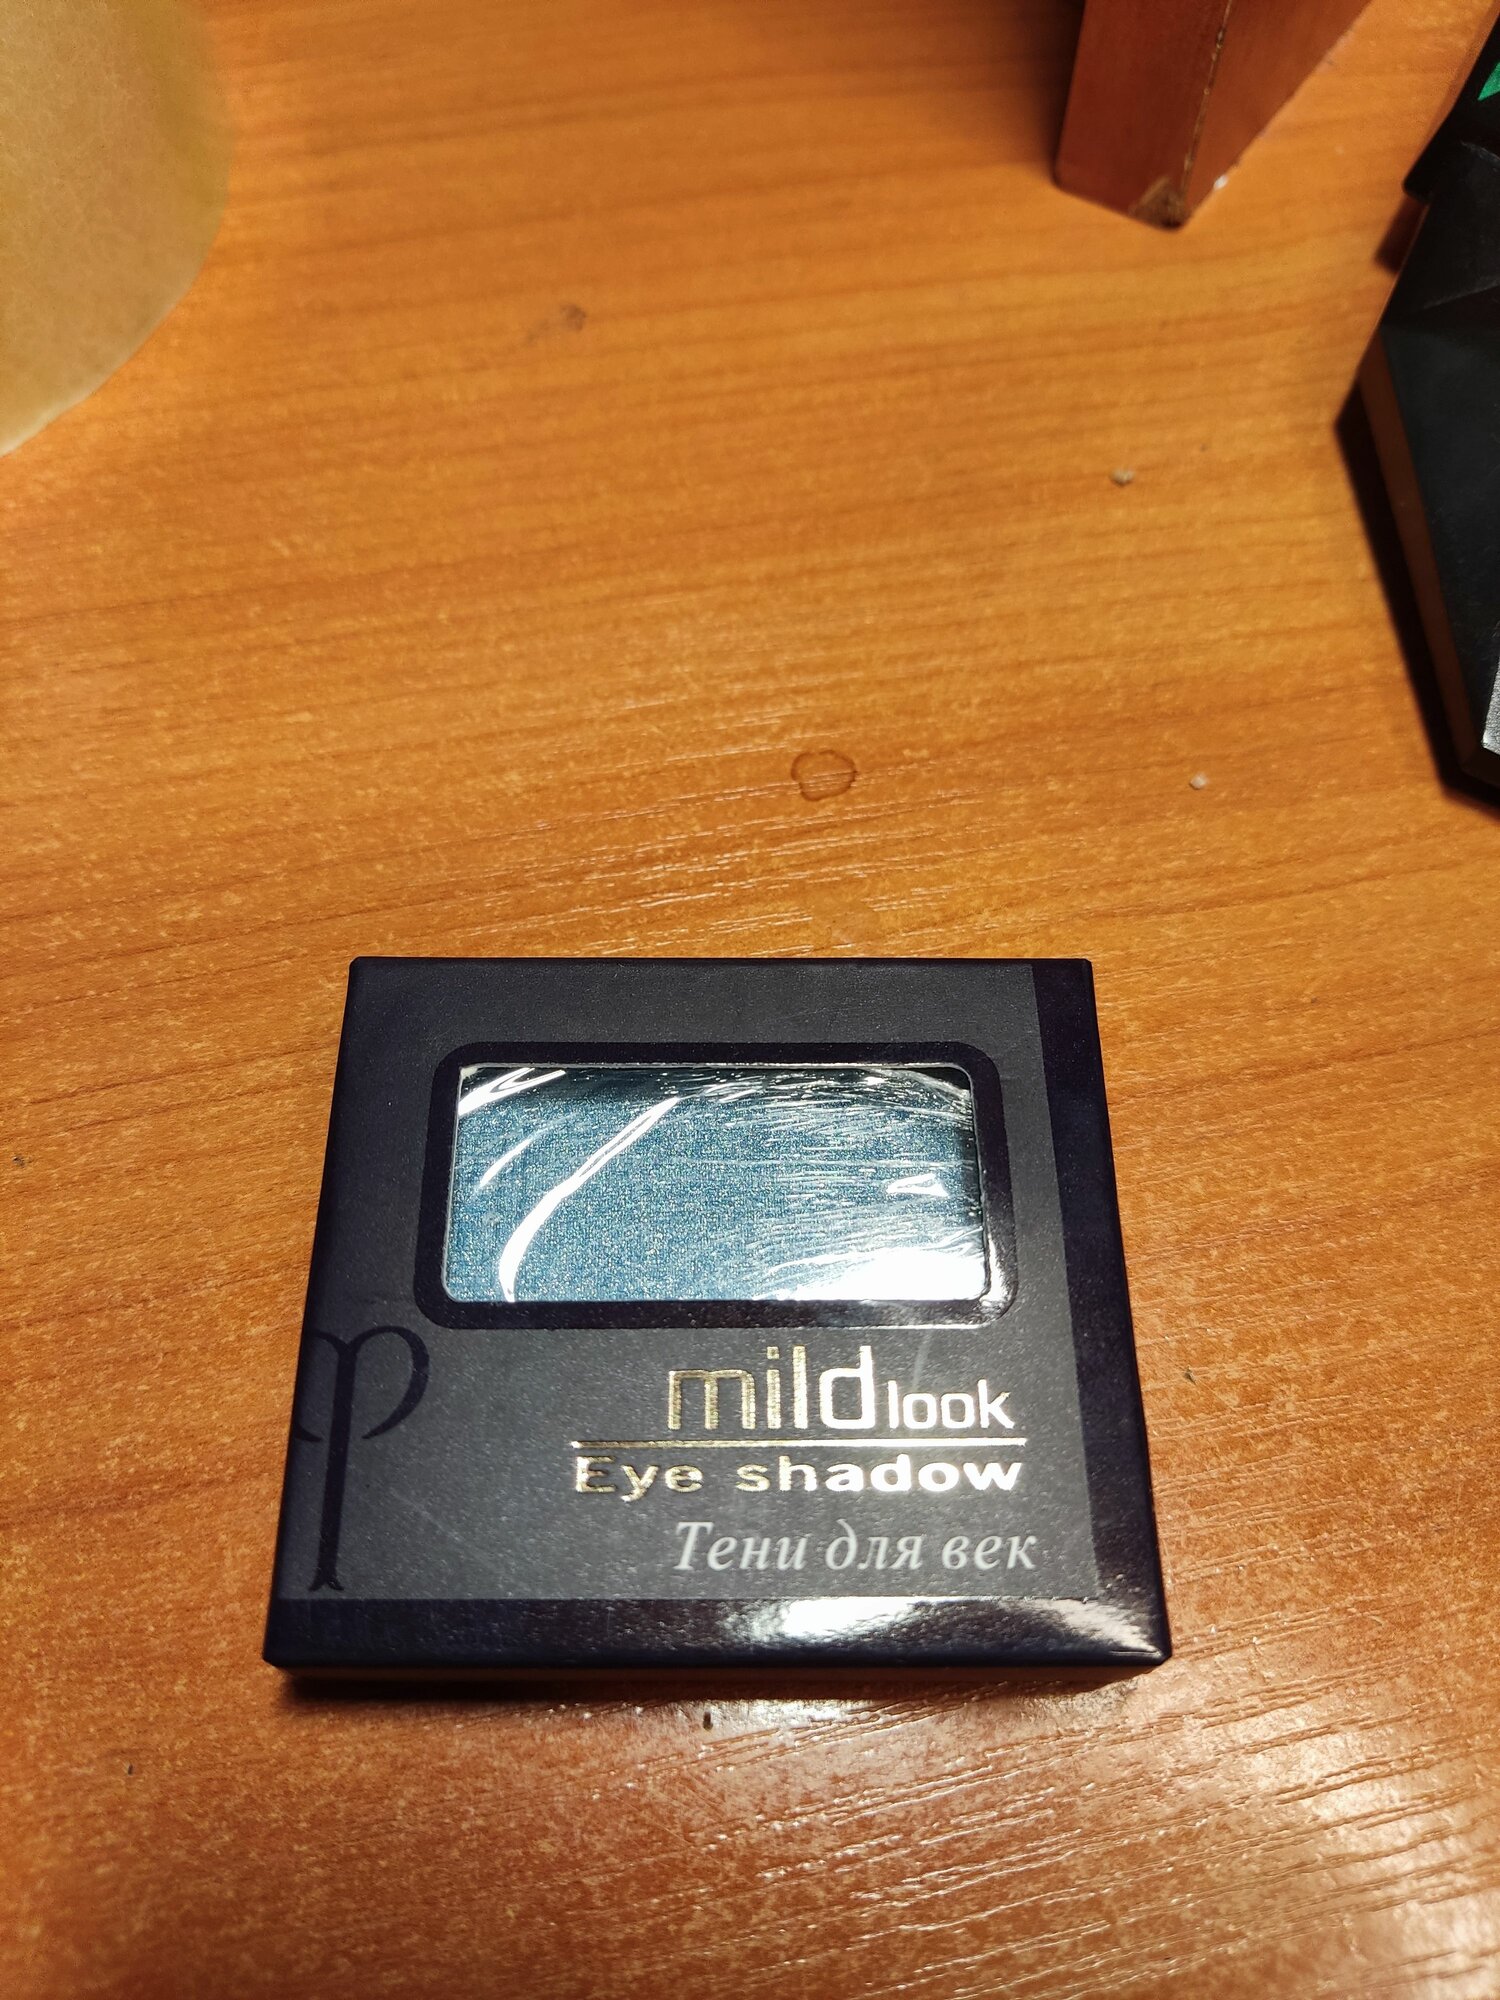 mild look
Eye shadow
Тени для век